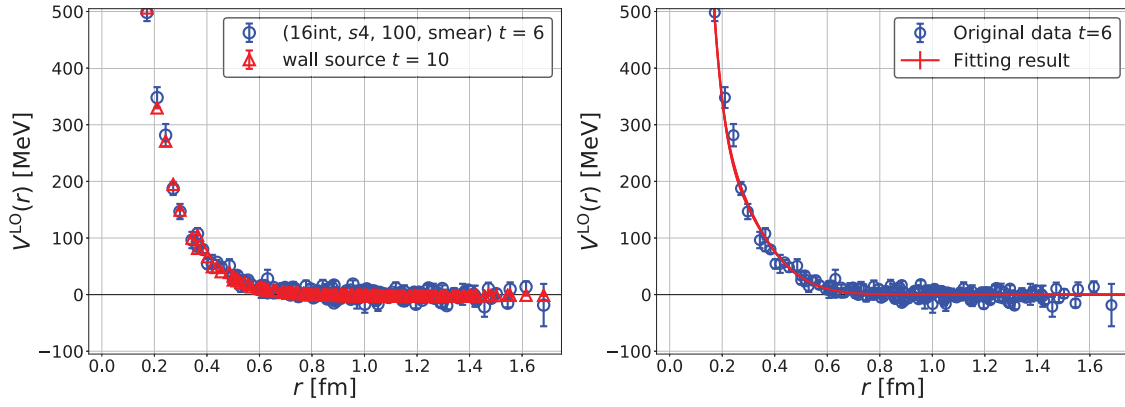 500
400
300
200
100
0
−100
V^LO(r) [MeV]
(16int, s4, 100, smear) t = 6
wall source t = 10
0.0 0.2 0.4 0.6 0.8 1.0 1.2 1.4 1.6
r [fm]
500
400
300
200
100
0
−100
V^LO(r) [MeV]
Original data t=6
Fitting result
0.0 0.2 0.4 0.6 0.8 1.0 1.2 1.4 1.6
r [fm]